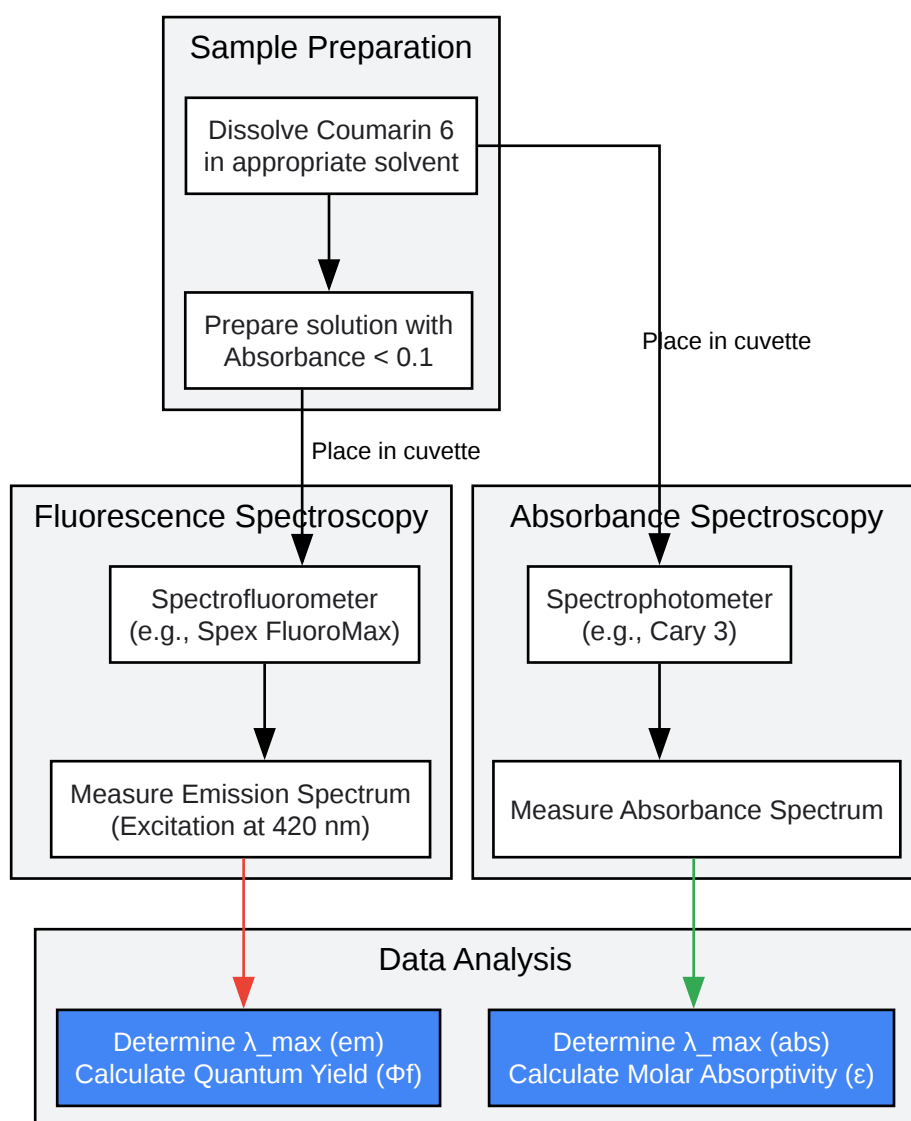 Sample Preparation
Dissolve Coumarin 6
in appropriate solvent
Prepare solution with
Absorbance < 0.1
Place in cuvette
Place in cuvette
Fluorescence Spectroscopy
Spectrofluorometer
(e.g., Spex FluoroMax)
Measure Emission Spectrum
(Excitation at 420 nm)
Absorbance Spectroscopy
Spectrophotometer
(e.g., Cary 3)
Measure Absorbance Spectrum
Data Analysis
Determine λ_max (em)
Calculate Quantum Yield (Φf)
Determine λ_max (abs)
Calculate Molar Absorptivity (ε)